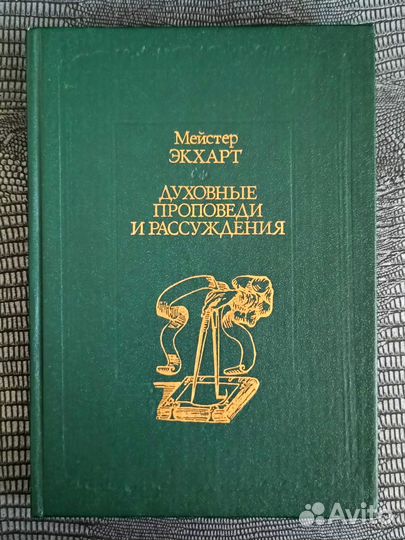 Мейстер
ЭКХАРТ
ДУХОВНЫЕ
ПРОПОВЕДИ
И РАССУЖДЕНИЯ
Avito